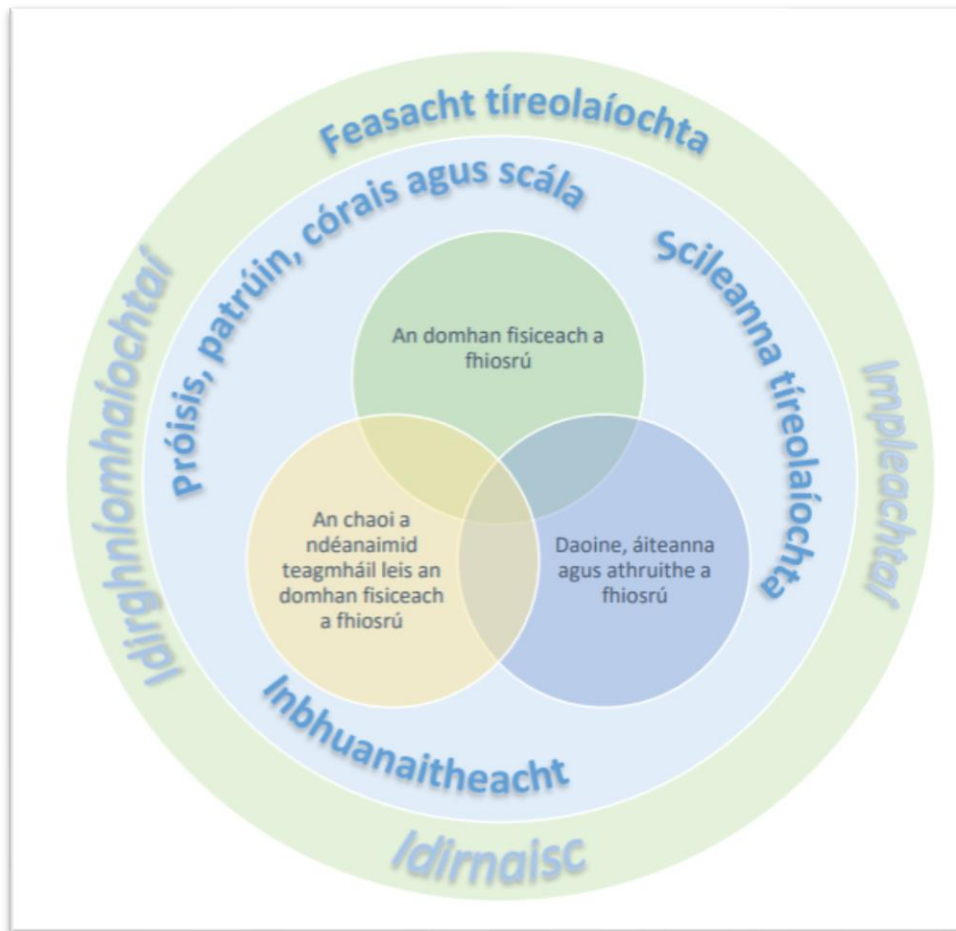 Feasacht tíreolaíochta
Próisis, patrúin, córais agus scála
Scileanna tíreolaíochta
Idirghníomhaíochtaí
Impleachtaí
An domhan fisiceach a
fhiosrú
An chaoi a
ndéanaimid
teagmháil leis an
domhan fisiceach
a fhiosrú
Daoine, áiteanna
agus athruithe a
fhiosrú
Inbhuanaitheacht
Idirnaisc